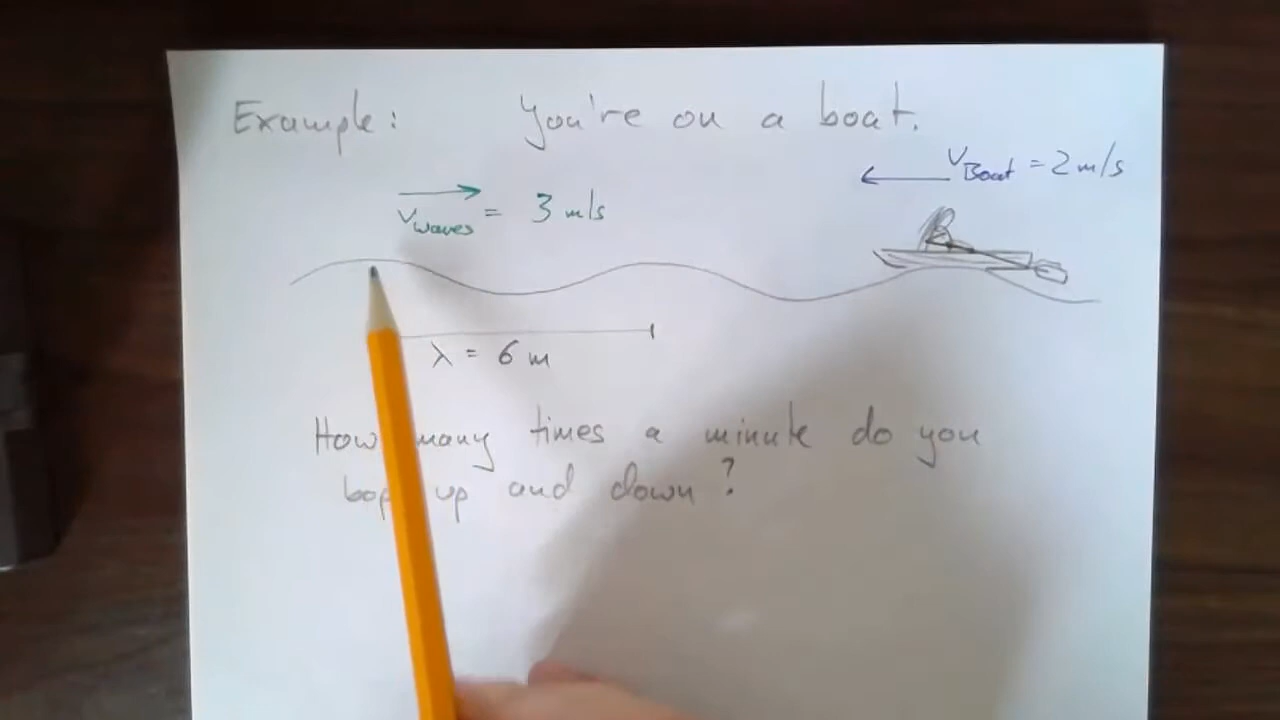 Example: You're on a boat.
v Boat = 2 m/s
v waves = 3 m/s
λ = 6 m
How many times a minute do you
up and down?